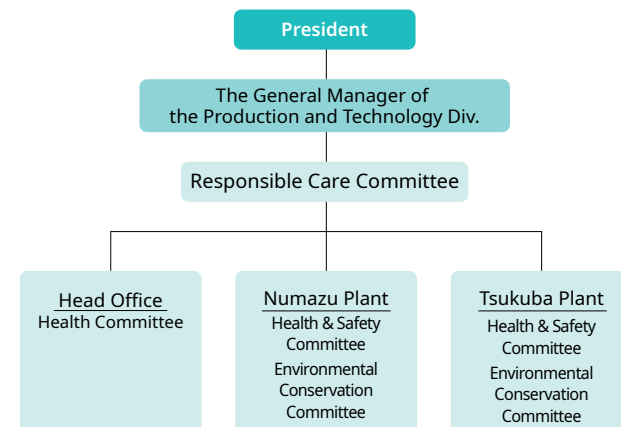 President
The General Manager of
the Production and Technology Div.
Responsible Care Committee
Head Office
Health Committee
Numazu Plant
Health & Safety
Committee
Environmental
Conservation
Committee
Tsukuba Plant
Health & Safety
Committee
Environmental
Conservation
Committee